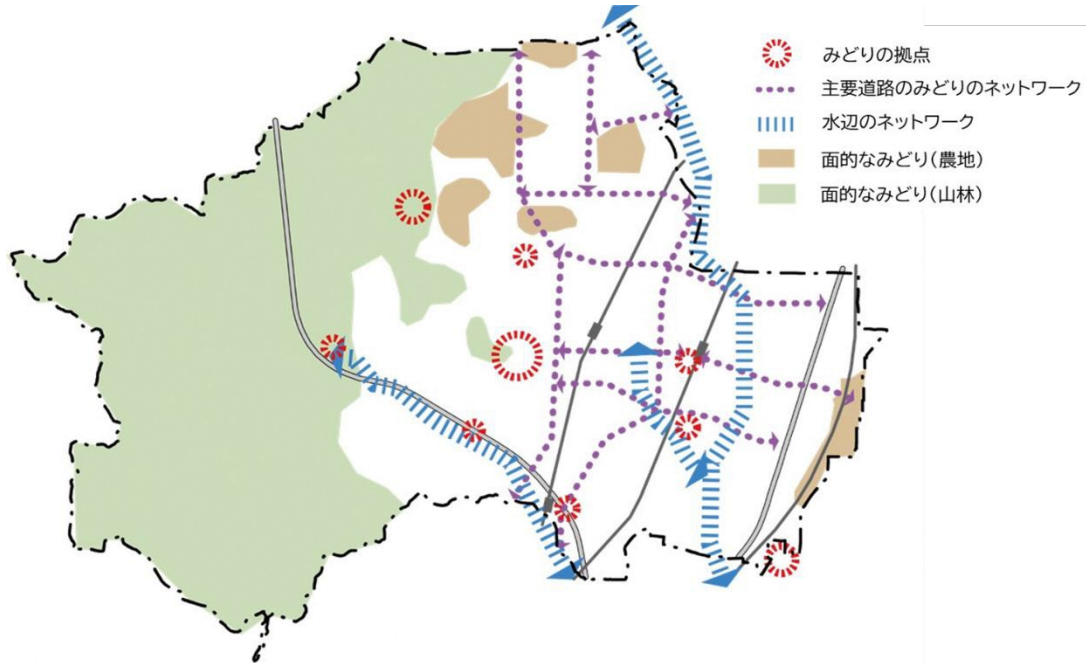 みどりの拠点
主要道路のみどりのネットワーク
水辺のネットワーク
面的なみどり(農地)
面的なみどり(山林)